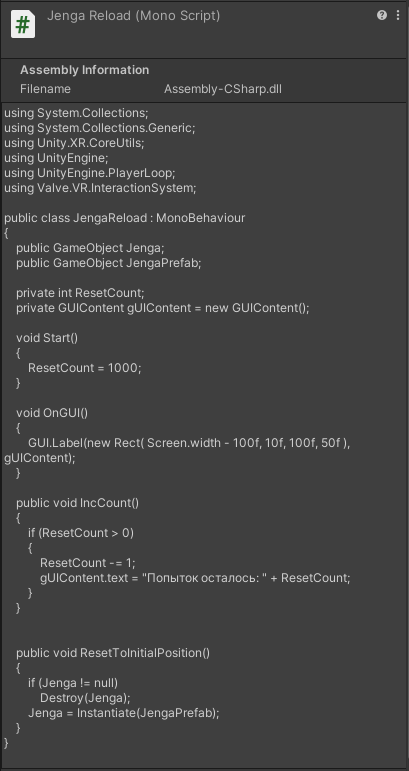 Jenga Reload (Mono Script)
Assembly Information
Filename Assembly-CSharp.dll
using System.Collections;
using System.Collections.Generic;
using Unity.XR.CoreUtils;
using UnityEngine;
using UnityEngine.PlayerLoop;
using Valve.VR.InteractionSystem;
public class JengaReload : MonoBehaviour
{
public GameObject Jenga;
public GameObject JengaPrefab;
private int ResetCount;
private GUIContent gUIContent = new GUIContent();
void Start()
{
ResetCount = 1000;
}
void OnGUI()
{
GUI.Label(new Rect( Screen.width - 100f, 10f, 100f, 50f ),
gUIContent);
}
public void IncCount()
{
if (ResetCount > 0)
{
ResetCount -= 1;
gUIContent.text = "Попыток осталось: " + ResetCount;
}
}
public void ResetToInitialPosition()
{
if (Jenga != null)
Destroy(Jenga);
Jenga = Instantiate(JengaPrefab);
}
}